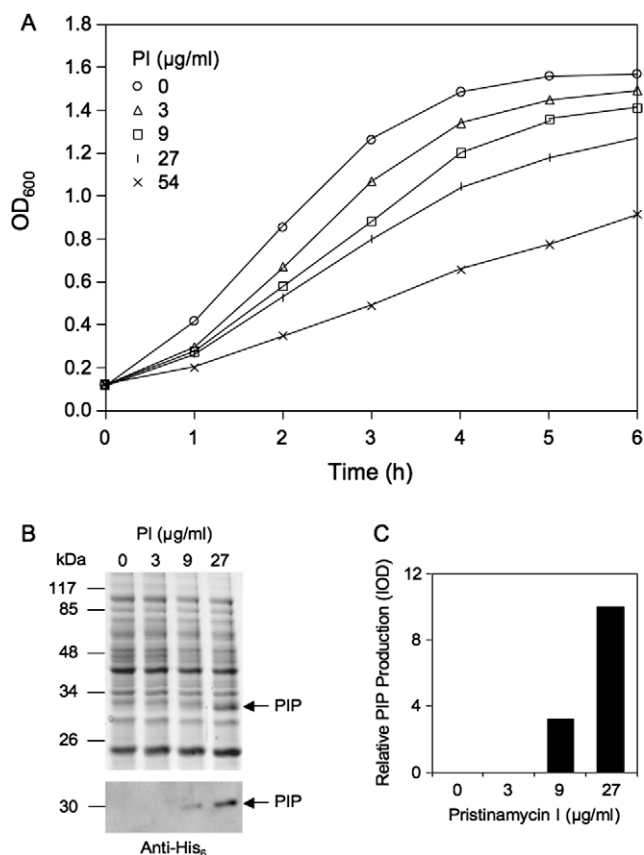 A
PI (µg/ml)
0
3
9
27
54
OD600
1.8
1.6
1.4
1.2
1.0
0.8
0.6
0.4
0.2
0.0
0 1 2 3 4 5 6
Time (h)
B
PI (µg/ml)
kDa 0 3 9 27
117
85
48
34
PIP
26
30
PIP
Anti-His6
C
Relative PIP Production (IOD)
12
8
4
0
0 3 9 27
Pristinamycin I (µg/ml)